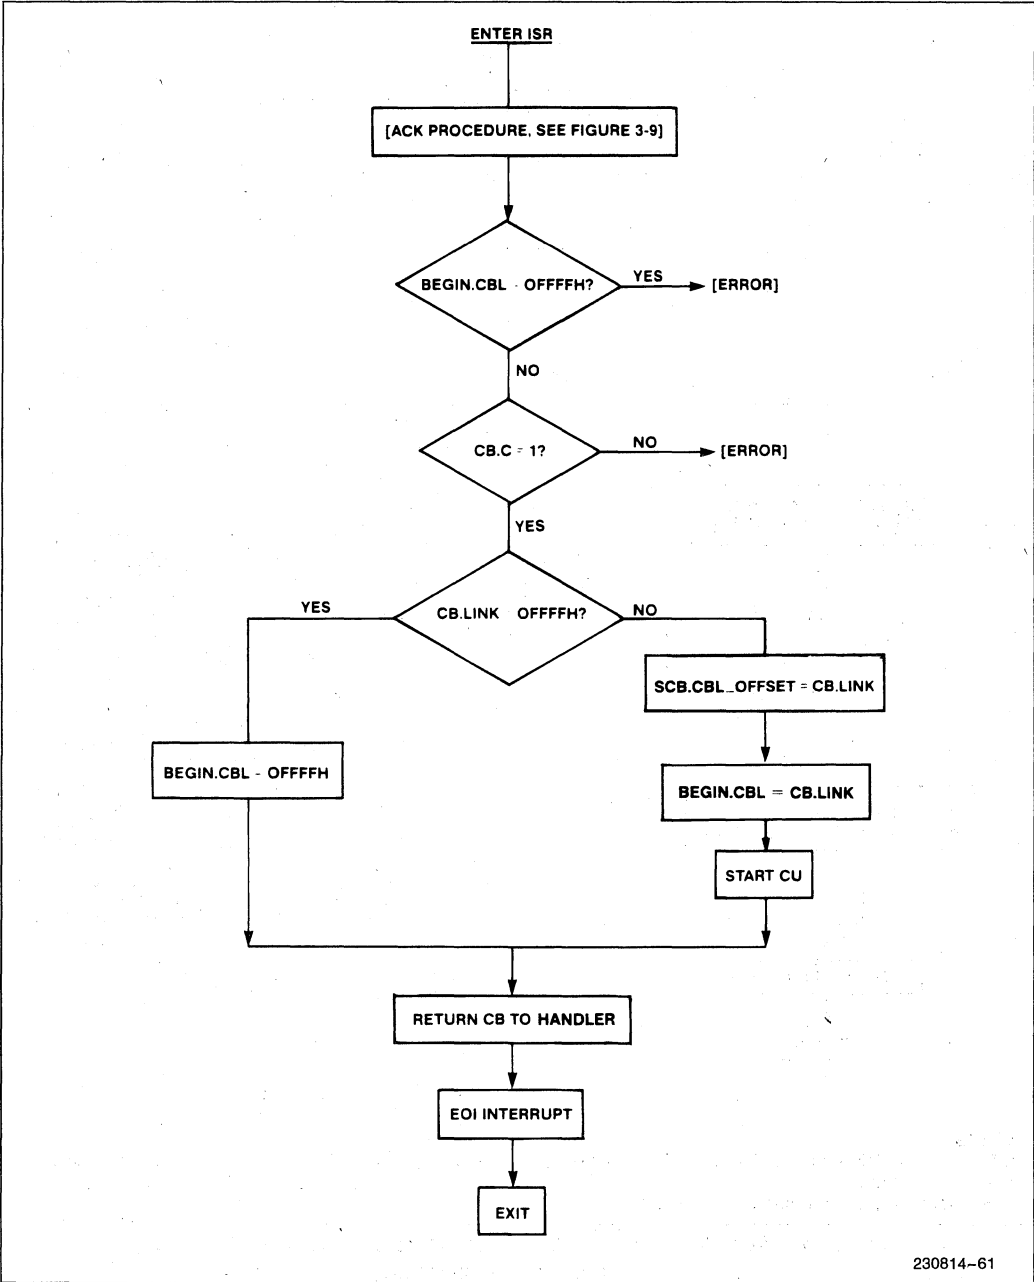 ENTER ISR
[ACK PROCEDURE, SEE FIGURE 3-9]
BEGIN.CBL - OFFFFH?
YES
[ERROR]
NO
CB.C = 1?
NO
[ERROR]
YES
CB.LINK OFFFFH?
YES
NO
SCB.CBL_OFFSET = CB.LINK
BEGIN.CBL - OFFFFH
BEGIN.CBL = CB.LINK
START CU
RETURN CB TO HANDLER
EOI INTERRUPT
EXIT
230814-61